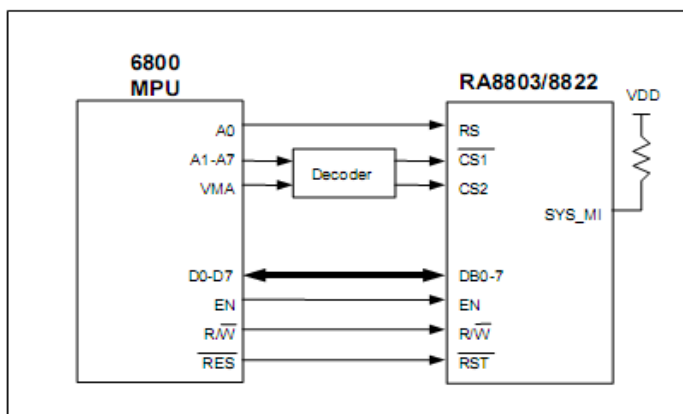 6800
MPU
RA8803/8822
VDD
A0
RS
A1-A7
Decoder
CS1
VMA
CS2
SYS_MI
D0-D7
DB0-7
EN
EN
R/W
R/W
RES
RST